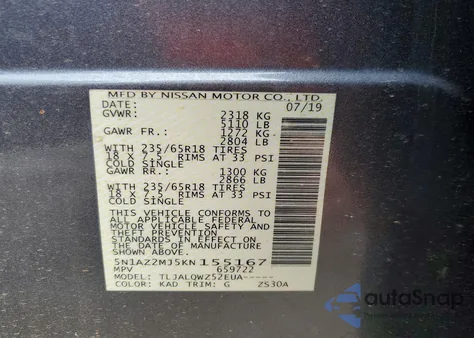 MFD BY NISSAN MOTOR CO., LTD.
DATE: 07/19
GVWR: 2318 KG
5110 LB
GAWR FR.: 1272 KG
2804 LB
WITH 235/65R18 TIRES
18 X 7.5 RIMS AT 33 PSI
COLD SINGLE
GAWR RR.: 1300 KG
2866 LB
WITH 235/65R18 TIRES
18 X 7.5 RIMS AT 33 PSI
COLD SINGLE
THIS VEHICLE CONFORMS TO
ALL APPLICABLE FEDERAL
MOTOR VEHICLE SAFETY AND
THEFT PREVENTION
STANDARDS IN EFFECT ON THE
DATE OF MANUFACTURE
SHOWN ABOVE.
5N1AZ2MJ5KN155167
MPV 659722
MODEL: TLJALQWZ52EUA-----
COLOR: KAD TRIM: G ZS30A
autoSnap